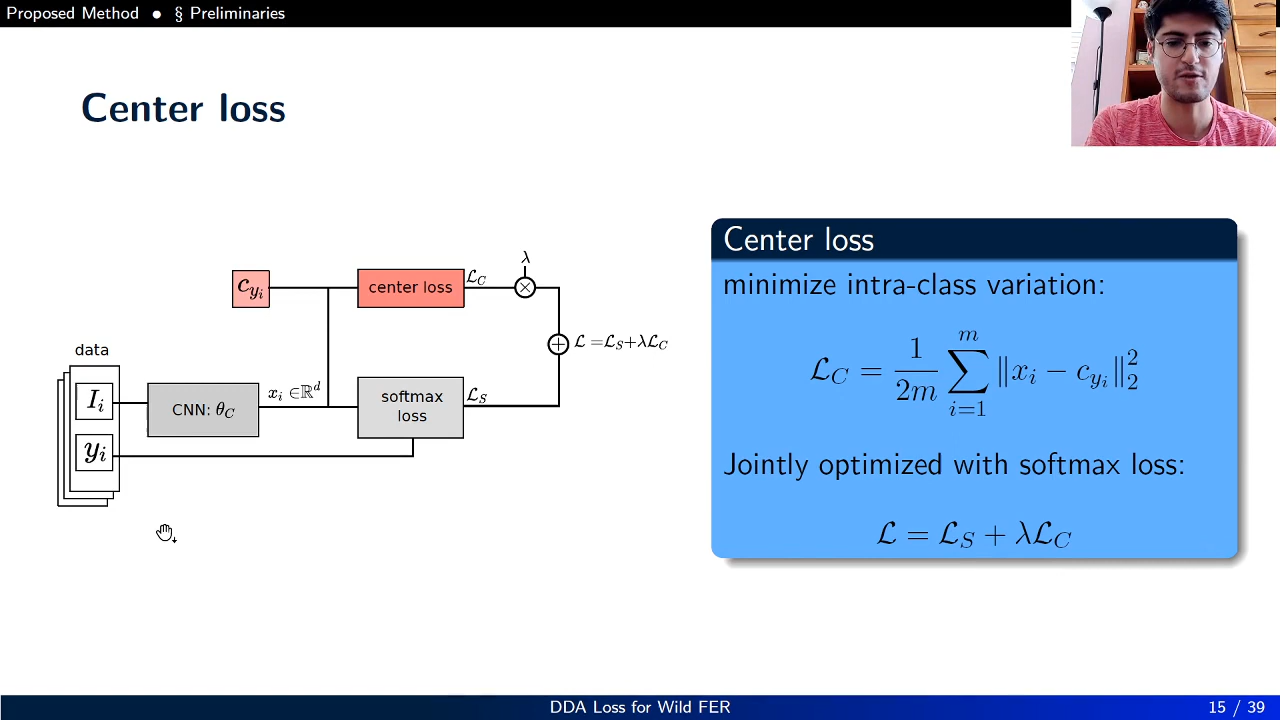 Proposed Method • § Preliminaries
Center loss
λ
c_{y_i}
center loss
ℒ_C
⊗
data
⊕ ℒ =ℒ_S+λℒ_C
I_i
CNN: θ_C
x_i ∈ℝ^d
softmax
loss
ℒ_S
y_i
Center loss
minimize intra-class variation:
ℒ_C = \frac{1}{2m} \sum_{i=1}^{m} ‖x_i − c_{y_i}‖_2^2
Jointly optimized with softmax loss:
ℒ = ℒ_S + λℒ_C
DDA Loss for Wild FER
15 / 39